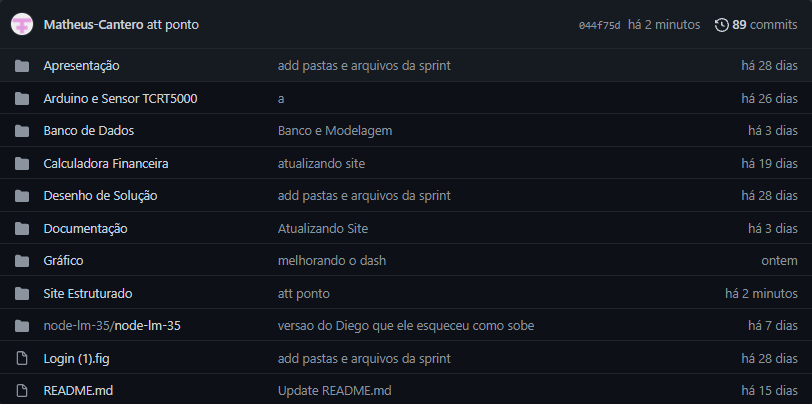 Matheus-Cantero att ponto 044f75d há 2 minutos 89 commits
Apresentação add pastas e arquivos da sprint há 28 dias
Arduino e Sensor TCRT5000 a há 26 dias
Banco de Dados Banco e Modelagem há 3 dias
Calculadora Financeira atualizando site há 19 dias
Desenho de Solução add pastas e arquivos da sprint há 28 dias
Documentação Atualizando Site há 3 dias
Gráfico melhorando o dash ontem
Site Estruturado att ponto há 2 minutos
node-lm-35/node-lm-35 versao do Diego que ele esqueceu como sobe há 7 dias
Login (1).fig add pastas e arquivos da sprint há 28 dias
README.md Update README.md há 15 dias